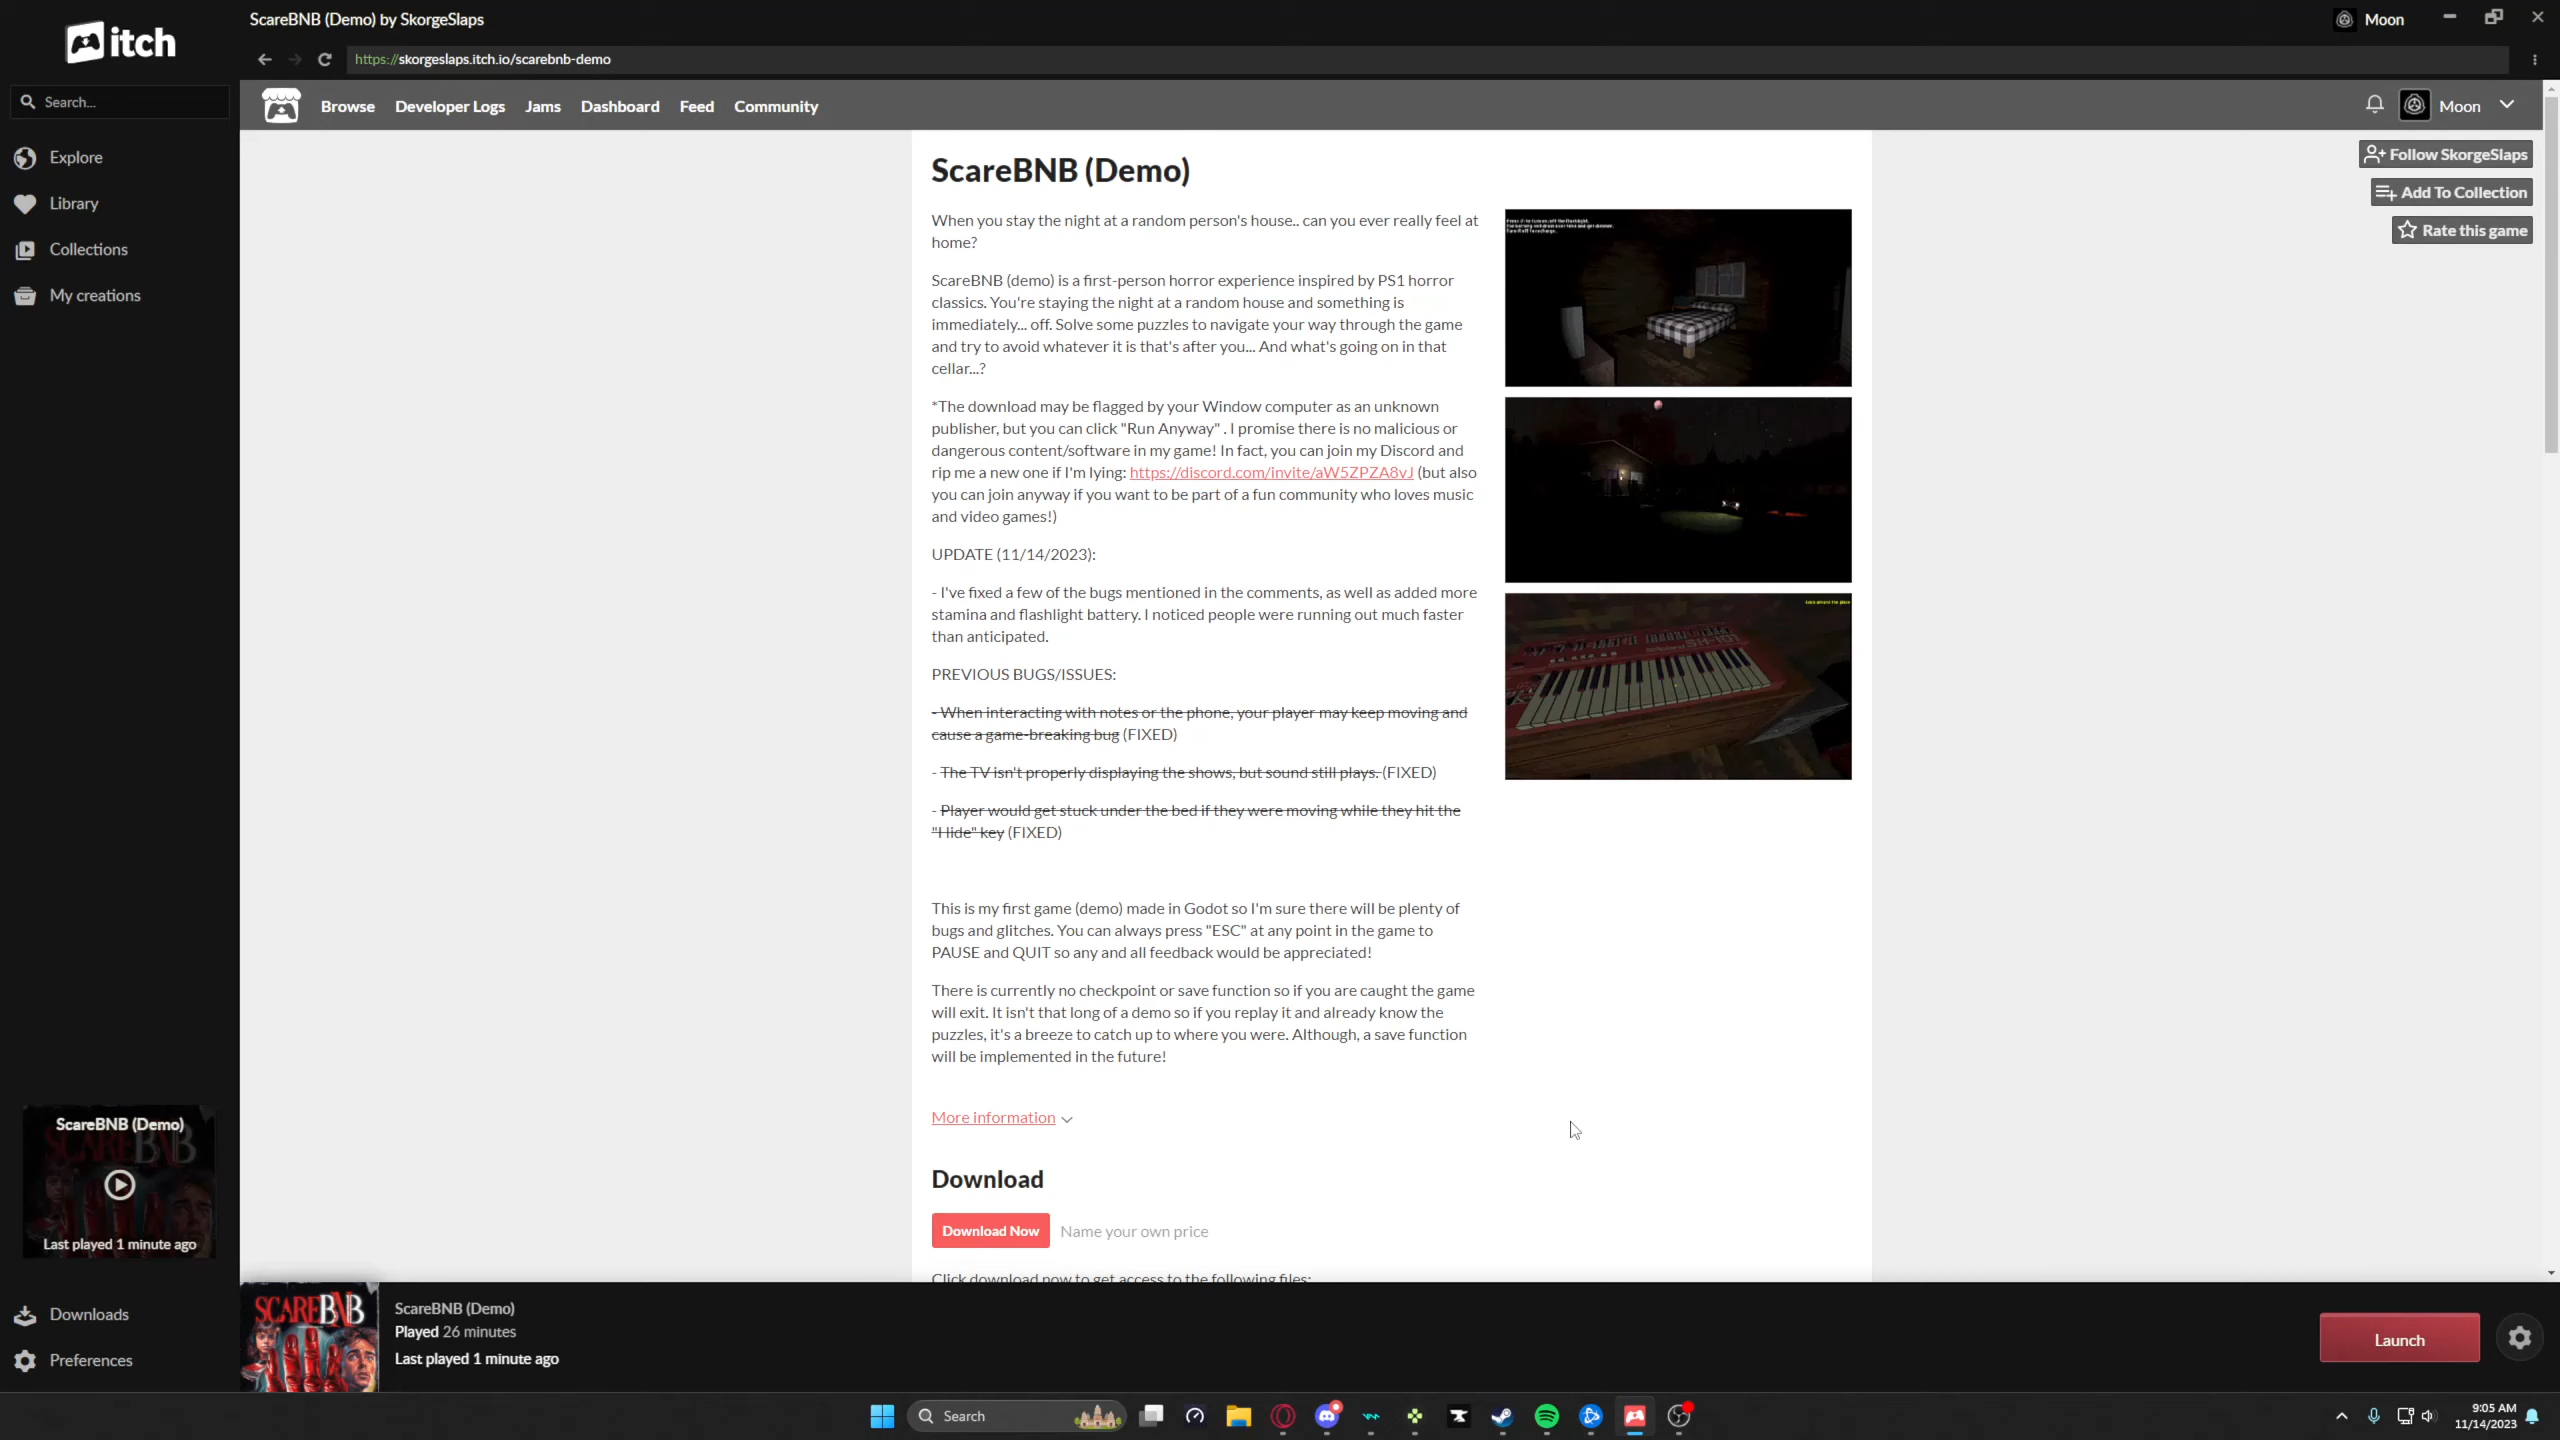 itch
ScareBNB (Demo) by SkorgeSlaps
Moon
https://skorgeslaps.itch.io/scarebnb-demo
Search...
Explore
Library
Collections
My creations
Browse
Developer Logs
Jams
Dashboard
Feed
Community
Moon
Follow SkorgeSlaps
Add To Collection
Rate this game
ScareBNB (Demo)
When you stay the night at a random person's house.. can you ever really feel at
home?
ScareBNB (demo) is a first-person horror experience inspired by PS1 horror
classics. You're staying the night at a random house and something is
immediately... off. Solve some puzzles to navigate your way through the game
and try to avoid whatever it is that's after you... And what's going on in that
cellar...?
*The download may be flagged by your Window computer as an unknown
publisher, but you can click "Run Anyway" . I promise there is no malicious or
dangerous content/software in my game! In fact, you can join my Discord and
rip me a new one if I'm lying: https://discord.com/invite/aW5ZPZA8vJ (but also
you can join anyway if you want to be part of a fun community who loves music
and video games!)
UPDATE (11/14/2023):
- I've fixed a few of the bugs mentioned in the comments, as well as added more
stamina and flashlight battery. I noticed people were running out much faster
than anticipated.
PREVIOUS BUGS/ISSUES:
- When interacting with notes or the phone, your player may keep moving and
cause a game-breaking bug (FIXED)
- The TV isn't properly displaying the shows, but sound still plays. (FIXED)
- Player would get stuck under the bed if they were moving while they hit the
"Hide" key (FIXED)
This is my first game (demo) made in Godot so I'm sure there will be plenty of
bugs and glitches. You can always press "ESC" at any point in the game to
PAUSE and QUIT so any and all feedback would be appreciated!
There is currently no checkpoint or save function so if you are caught the game
will exit. It isn't that long of a demo so if you replay it and already know the
puzzles, it's a breeze to catch up to where you were. Although, a save function
will be implemented in the future!
More information
Download
Download Now
Name your own price
Click download now to get access to the following files:
SH-101
ScareBNB (Demo)
Last played 1 minute ago
Downloads
Preferences
SCAREBNB
ScareBNB (Demo)
Played 26 minutes
Last played 1 minute ago
Launch
Search
9:05 AM
11/14/2023